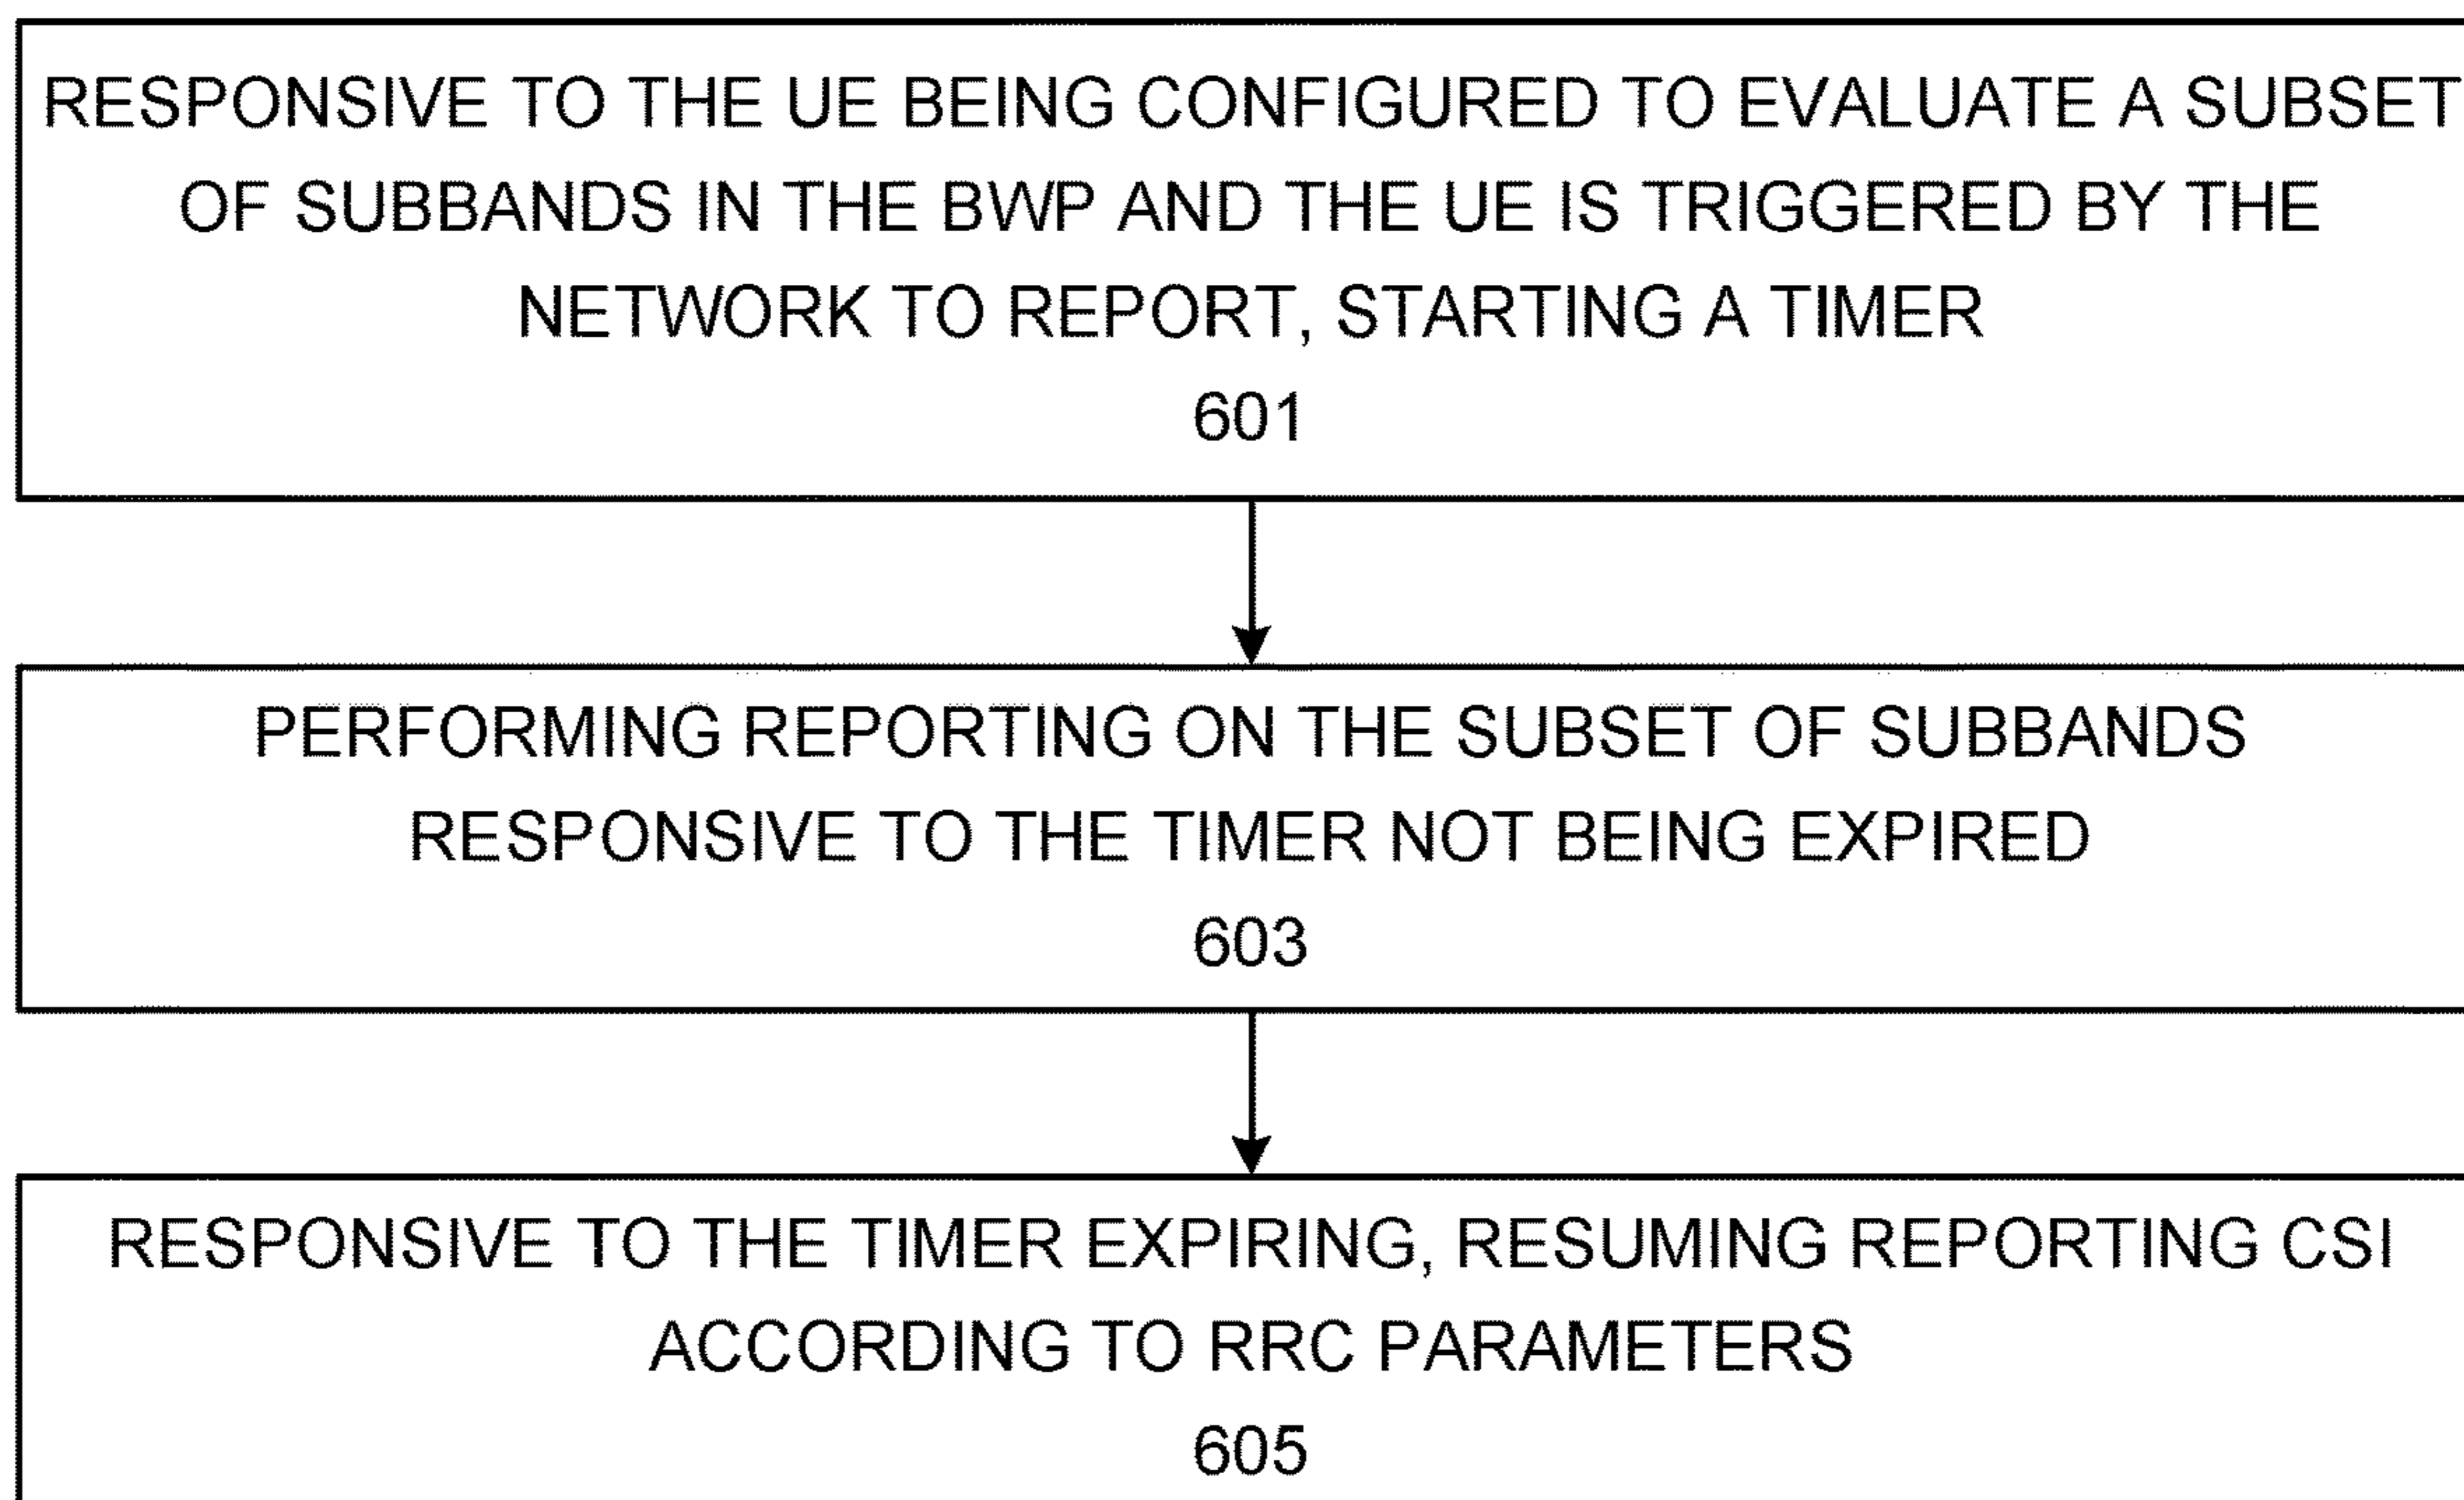 RESPONSIVE TO THE UE BEING CONFIGURED TO EVALUATE A SUBSET
OF SUBBANDS IN THE BWP AND THE UE IS TRIGGERED BY THE
NETWORK TO REPORT, STARTING A TIMER
601
PERFORMING REPORTING ON THE SUBSET OF SUBBANDS
RESPONSIVE TO THE TIMER NOT BEING EXPIRED
603
RESPONSIVE TO THE TIMER EXPIRING, RESUMING REPORTING CSI
ACCORDING TO RRC PARAMETERS
605